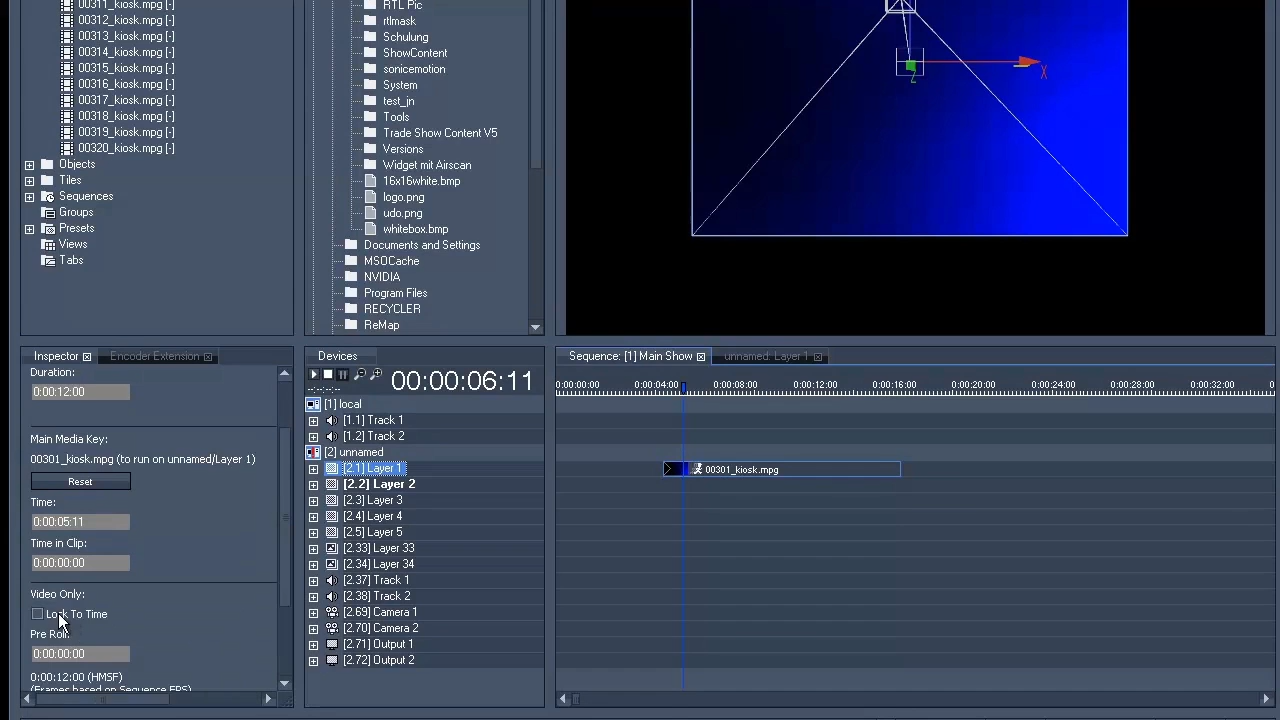 00311_kiosk.mpg [-]
00312_kiosk.mpg [-]
00313_kiosk.mpg [-]
00314_kiosk.mpg [-]
00315_kiosk.mpg [-]
00316_kiosk.mpg [-]
00317_kiosk.mpg [-]
00318_kiosk.mpg [-]
00319_kiosk.mpg [-]
00320_kiosk.mpg [-]
Objects
Tiles
Sequences
Groups
Presets
Views
Tabs
RTL Pic
rtlmask
Schulung
ShowContent
sonicemotion
System
test_jn
Tools
Trade Show Content V5
Versions
Widget mit Airscan
16x16white.bmp
logo.png
udo.png
whitebox.bmp
Documents and Settings
MSOCache
NVIDIA
Program Files
RECYCLER
ReMap
X
Z
Inspector
Encoder Extension
Duration:
0:00:12:00
Main Media Key:
00301_kiosk.mpg (to run on unnamed/Layer 1)
Reset
Time:
0:00:05:11
Time in Clip:
0:00:00:00
Video Only:
Lock To Time
Pre Roll:
0:00:00:00
0:00:12:00 (HMSF)
(Frames based on Sequence FPS)
Devices
00:00:06:11
--:--:--:--
[1] local
[1.1] Track 1
[1.2] Track 2
[2] unnamed
[2.1] Layer 1
[2.2] Layer 2
[2.3] Layer 3
[2.4] Layer 4
[2.5] Layer 5
[2.33] Layer 33
[2.34] Layer 34
[2.37] Track 1
[2.38] Track 2
[2.69] Camera 1
[2.70] Camera 2
[2.71] Output 1
[2.72] Output 2
Sequence: [1] Main Show
unnamed: Layer 1
0:00:00:00 0:00:04:00 0:00:08:00 0:00:12:00 0:00:16:00 0:00:20:00 0:00:24:00 0:00:28:00 0:00:32:00 0
00301_kiosk.mpg